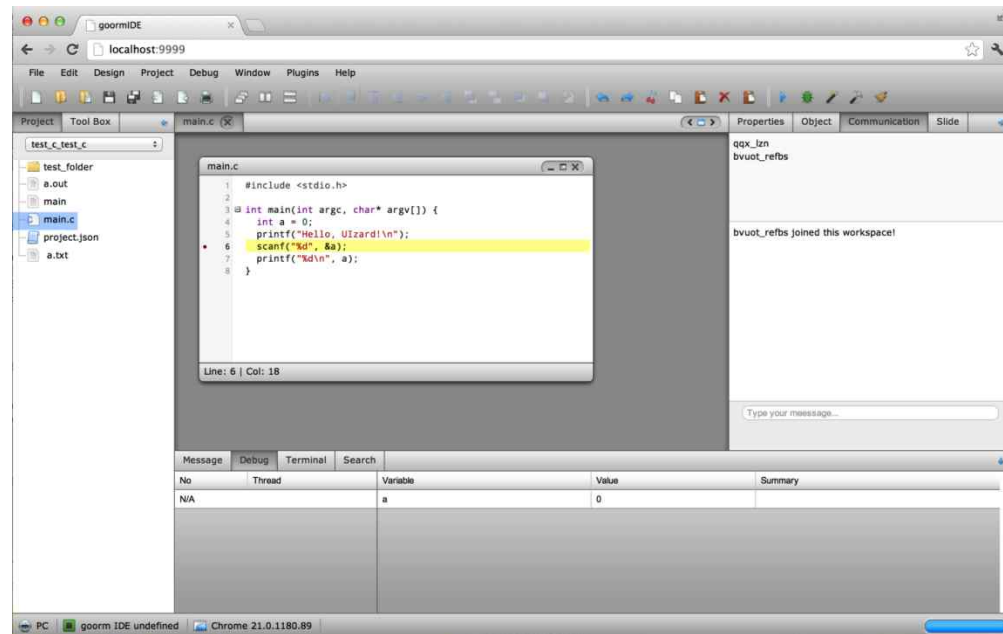 goormIDE
localhost:9999
File Edit Design Project Debug Window Plugins Help
Project Tool Box
main.c
Properties Object Communication Slide
test_c_test_c
test_folder
a.out
main
main.c
project.json
a.txt
main.c
1 #include <stdio.h>
2
3 int main(int argc, char* argv[]) {
4 int a = 0;
5 printf("Hello, UIzard!\n");
6 scanf("%d", &a);
7 printf("%d\n", a);
8 }
Line: 6 | Col: 18
qqx_lzn
bvuot_refbs
bvuot_refbs joined this workspace!
Type your meessage...
Message Debug Terminal Search
No Thread Variable Value Summary
N/A a 0
PC goorm IDE undefined Chrome 21.0.1180.89